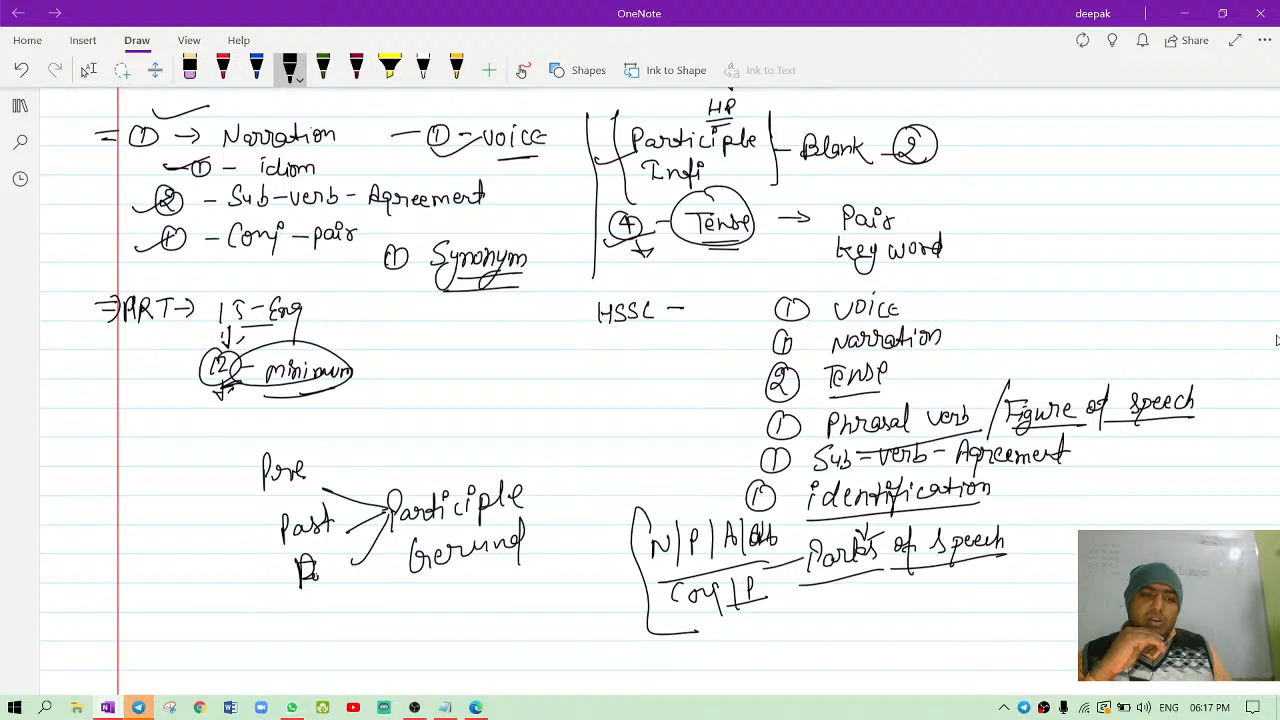 OneNote
deepak
Home Insert Draw View Help
Share
Shapes
Ink to Shape
Ink to Text
= ① → Narration
① - idiom
② - Sub-verb-Agreement
① - Conj-pair
- ① - voice
① Synonym
HP
Participle
Infi
Blank - ②
④ - Tense → Pair
Key word
⇒ PRT → 15 - Eng
12 - minimum
HSSC -
① voice
① Narration
② Tense
① Phrasal verb / Figure of speech
① Sub-verb-Agreement
① identification
Parts of speech
N|P|A|
Conj|P
Pre
Past
P
Participle
Gerund
ENG 06:17 PM